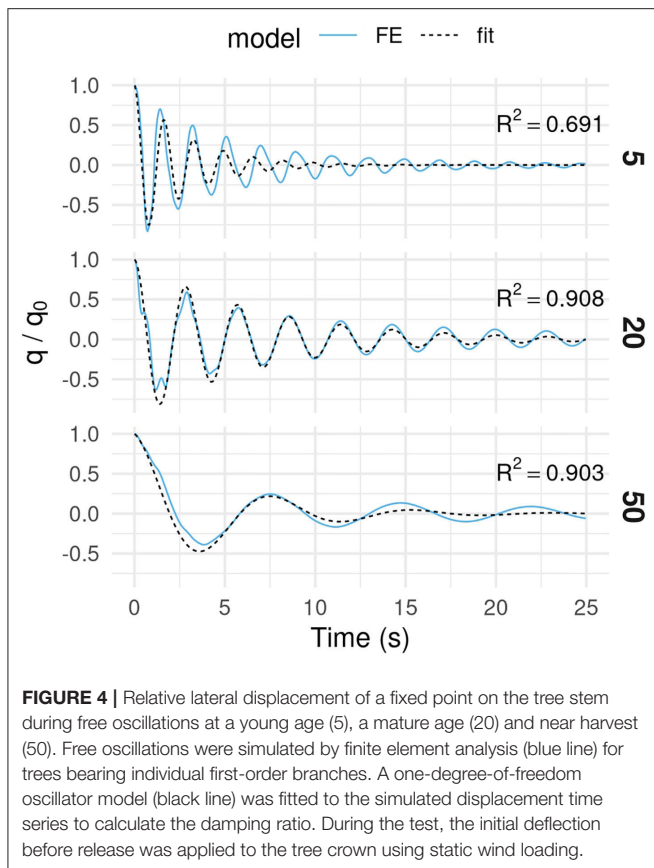 model FE fit
1.0
0.5
0.0
-0.5
R² = 0.691
5
1.0
0.5
0.0
-0.5
R² = 0.908
20
q / q₀
1.0
0.5
0.0
-0.5
R² = 0.903
50
0 5 10 15 20 25
Time (s)
FIGURE 4 | Relative lateral displacement of a fixed point on the tree stem
during free oscillations at a young age (5), a mature age (20) and near harvest
(50). Free oscillations were simulated by finite element analysis (blue line) for
trees bearing individual first-order branches. A one-degree-of-freedom
oscillator model (black line) was fitted to the simulated displacement time
series to calculate the damping ratio. During the test, the initial deflection
before release was applied to the tree crown using static wind loading.